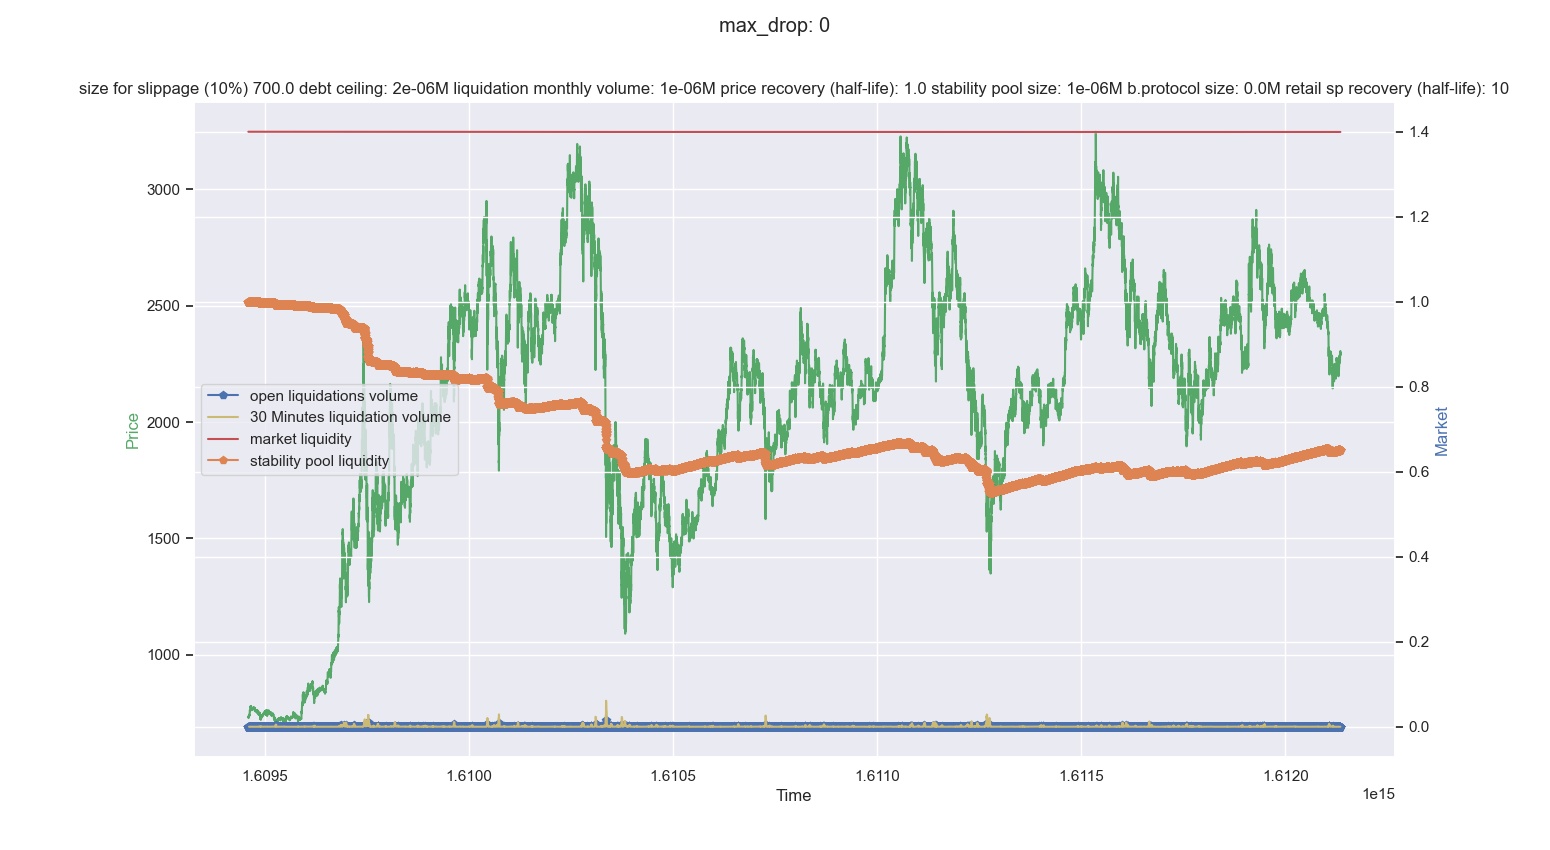 max_drop: 0
size for slippage (10%) 700.0 debt ceiling: 2e-06M liquidation monthly volume: 1e-06M price recovery (half-life): 1.0 stability pool size: 1e-06M b.protocol size: 0.0M retail sp recovery (half-life): 10
3000
2500
2000
1500
1000
Price
1.4
1.2
1.0
0.8
0.6
0.4
0.2
0.0
Market
open liquidations volume
30 Minutes liquidation volume
market liquidity
stability pool liquidity
1.6095
1.6100
1.6105
1.6110
1.6115
1.6120
1e15
Time